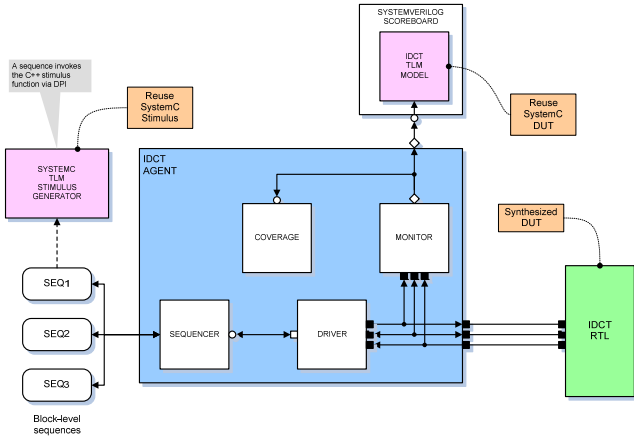 SYSTEMVERILOG
SCOREBOARD
IDCT
TLM
MODEL
A sequence invokes
the C++ stimulus
function via DPI
Reuse
SystemC
Stimulus
Reuse
SystemC
DUT
SYSTEMC
TLM
STIMULUS
GENERATOR
IDCT
AGENT
COVERAGE
MONITOR
Synthesized
DUT
SEQ1
SEQ2
SEQ3
SEQUENCER
DRIVER
IDCT
RTL
Block-level
sequences